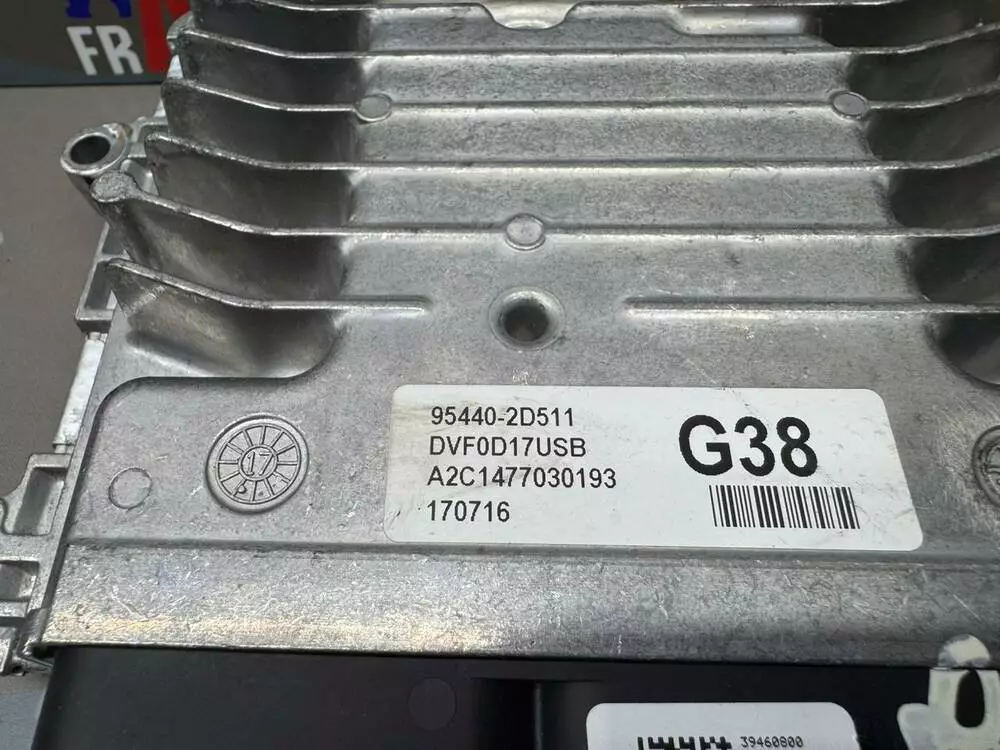 FR
95440-2D511
DVF0D17USB
A2C1477030193
170716
G38
17
39460800